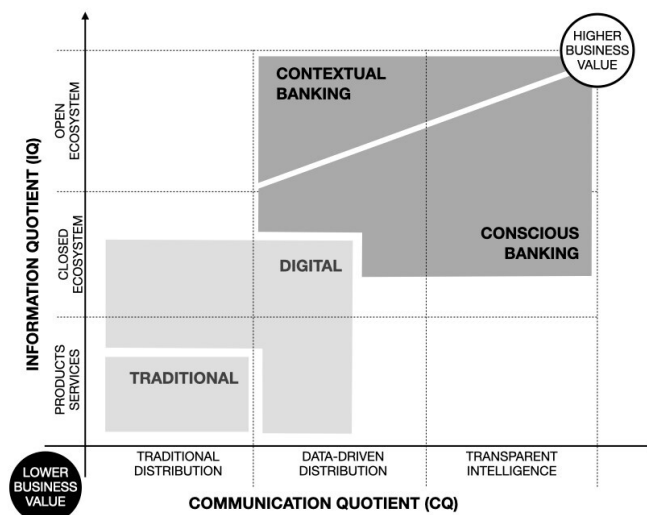 HIGHER
BUSINESS
VALUE
CONTEXTUAL
BANKING
OPEN
ECOSYSTEM
INFORMATION QUOTIENT (IQ)
CLOSED
ECOSYSTEM
CONSCIOUS
BANKING
DIGITAL
PRODUCTS
SERVICES
TRADITIONAL
TRADITIONAL
DISTRIBUTION
DATA-DRIVEN
DISTRIBUTION
TRANSPARENT
INTELLIGENCE
LOWER
BUSINESS
VALUE
COMMUNICATION QUOTIENT (CQ)